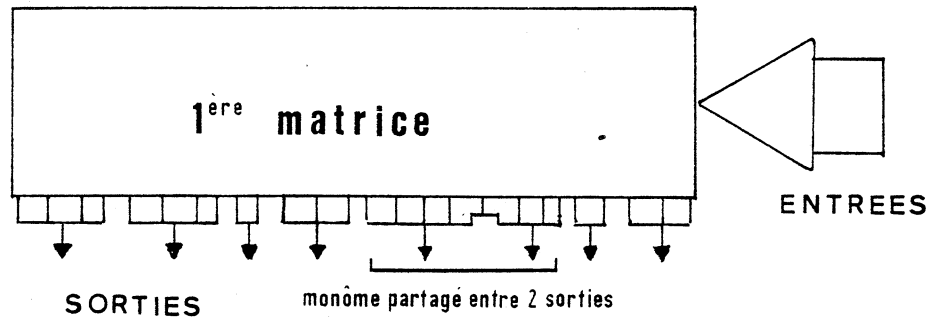 1ère matrice
ENTREES
SORTIES
monôme partagé entre 2 sorties